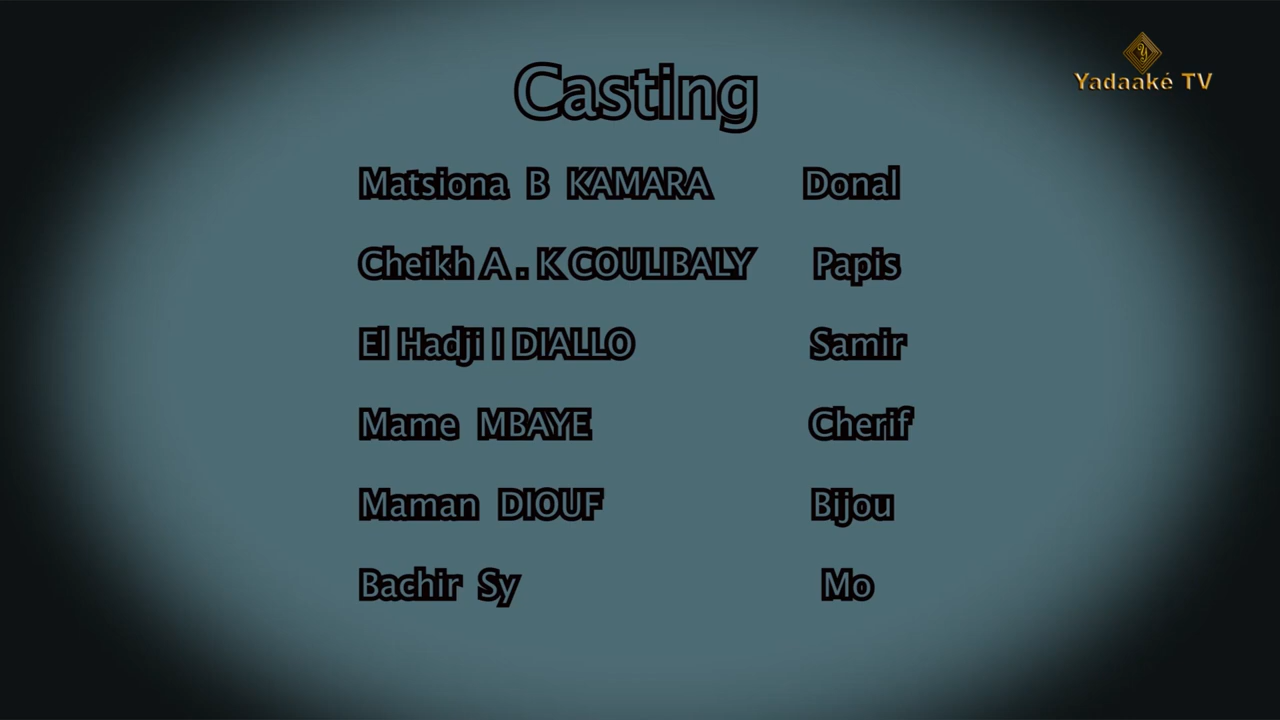 Yadaaké TV
Casting
Matsiona B KAMARA Donal
Cheikh A . K COULIBALY Papis
El Hadji I DIALLO Samir
Mame MBAYE Cherif
Maman DIOUF Bijou
Bachir Sy Mo